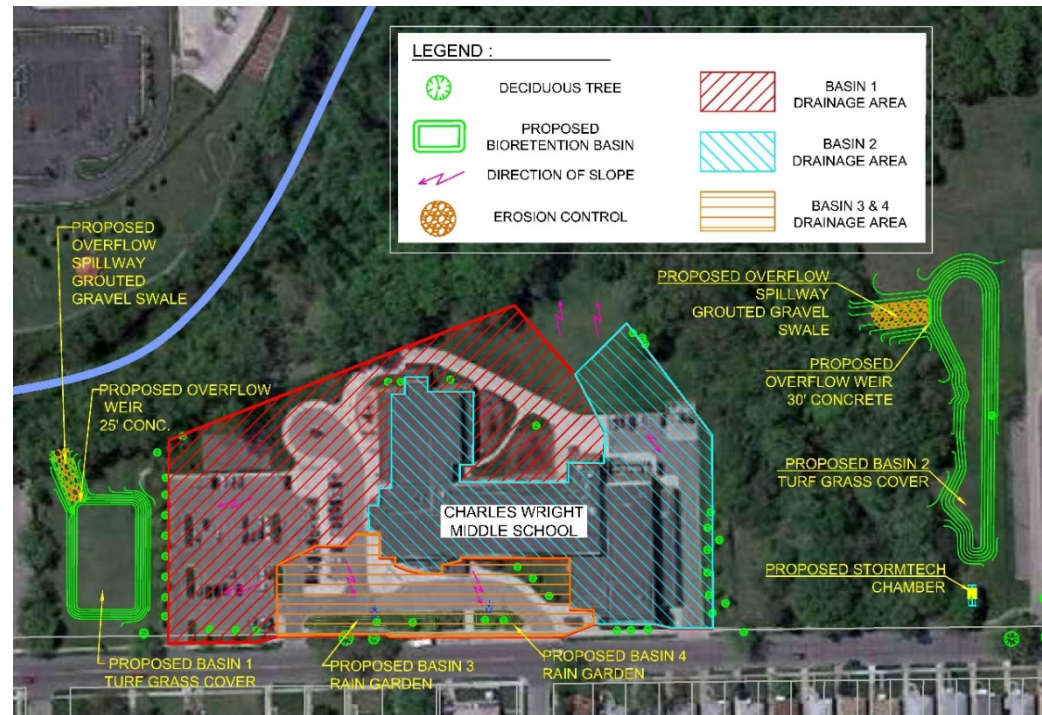 LEGEND :
DECIDUOUS TREE
PROPOSED
BIORETENTION BASIN
DIRECTION OF SLOPE
EROSION CONTROL
BASIN 1
DRAINAGE AREA
BASIN 2
DRAINAGE AREA
BASIN 3 & 4
DRAINAGE AREA
PROPOSED
OVERFLOW
SPILLWAY
GROUTED
GRAVEL SWALE
PROPOSED OVERFLOW
WEIR
25' CONC.
PROPOSED OVERFLOW
SPILLWAY
GROUTED GRAVEL
SWALE
PROPOSED
OVERFLOW WEIR
30' CONCRETE
PROPOSED BASIN 2
TURF GRASS COVER
CHARLES WRIGHT
MIDDLE SCHOOL
PROPOSED STORMTECH
CHAMBER
PROPOSED BASIN 1
TURF GRASS COVER
PROPOSED BASIN 3
RAIN GARDEN
PROPOSED BASIN 4
RAIN GARDEN